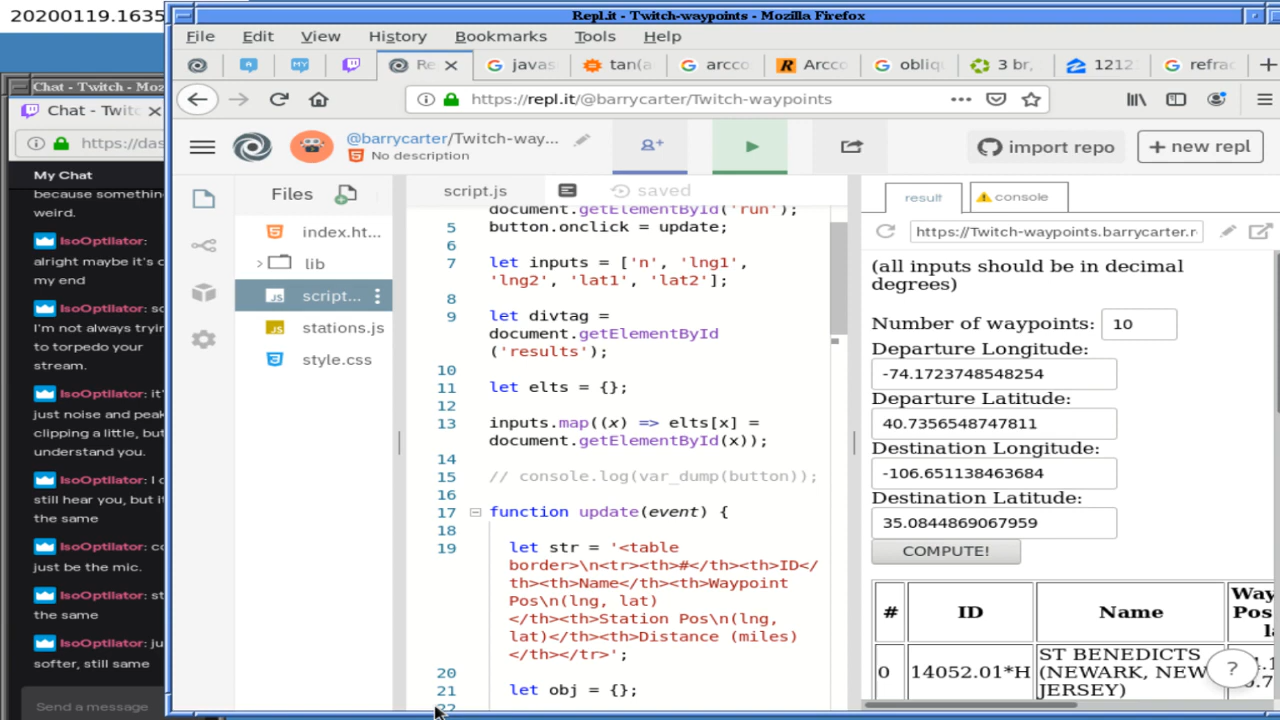 20200119.1635
Repl.it - Twitch-waypoints - Mozilla Firefox
File Edit View History Bookmarks Tools Help
Chat - Twitch - Moz
Re
javas
tan(a
arcco
Arcco
obliq
3 br,
1212
refra
Chat - Twitc
https://repl.it/@barrycarter/Twitch-waypoints
https://das
@barrycarter/Twitch-way...
No description
import repo
+ new repl
My Chat
because somethin
weird.
IsoOptilator:
alright maybe it's o
my end
IsoOptilator: so
I'm not always tryin
to torpedo your
stream.
IsoOptilator: it'
just noise and peak
clipping a little, but
understand you.
IsoOptilator: I c
still hear you, but it
the same
IsoOptilator: co
just be the mic.
IsoOptilator: st
the same
IsoOptilator: ju
softer, still same
Send a message
Files
index.ht...
lib
script...
stations.js
style.css
script.js
saved
document.getElementById('run');
5 button.onclick = update;
6
7 let inputs = ['n', 'lng1',
'lng2', 'lat1', 'lat2'];
8
9 let divtag =
document.getElementById
('results');
10
11 let elts = {};
12
13 inputs.map((x) => elts[x] =
document.getElementById(x));
14
15 // console.log(var_dump(button));
16
17 function update(event) {
18
19 let str = '<table
border>\n<tr><th>#</th><th>ID</
th><th>Name</th><th>Waypoint
Pos\n(lng, lat)
</th><th>Station Pos\n(lng,
lat)</th><th>Distance (miles)
</th></tr>';
20
21 let obj = {};
22
result
console
https://Twitch-waypoints.barrycarter.r
(all inputs should be in decimal
degrees)
Number of waypoints: 10
Departure Longitude:
-74.1723748548254
Departure Latitude:
40.7356548747811
Destination Longitude:
-106.651138463684
Destination Latitude:
35.0844869067959
COMPUTE!
# ID Name Way
Pos
0 14052.01*H ST BENEDICTS
(NEWARK, NEW
JERSEY)
?